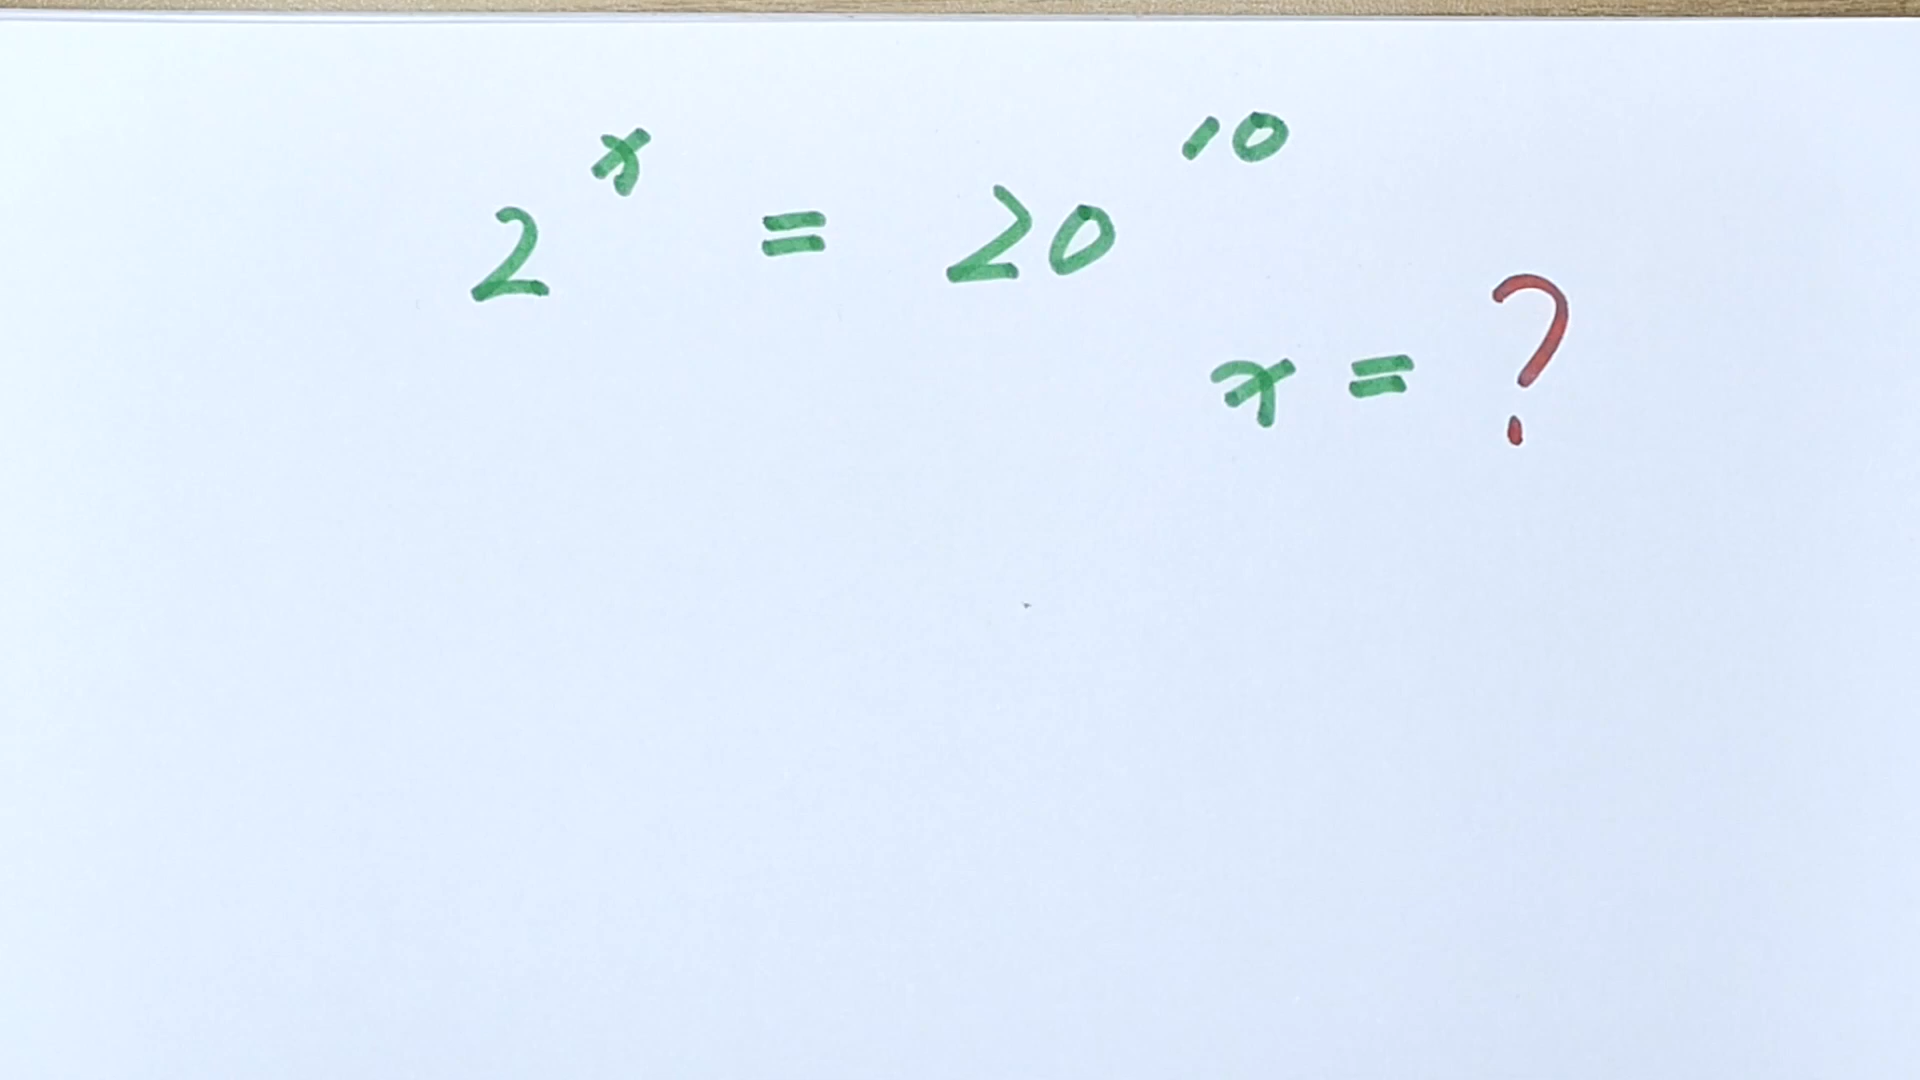 2^x = 20^10
x = ?